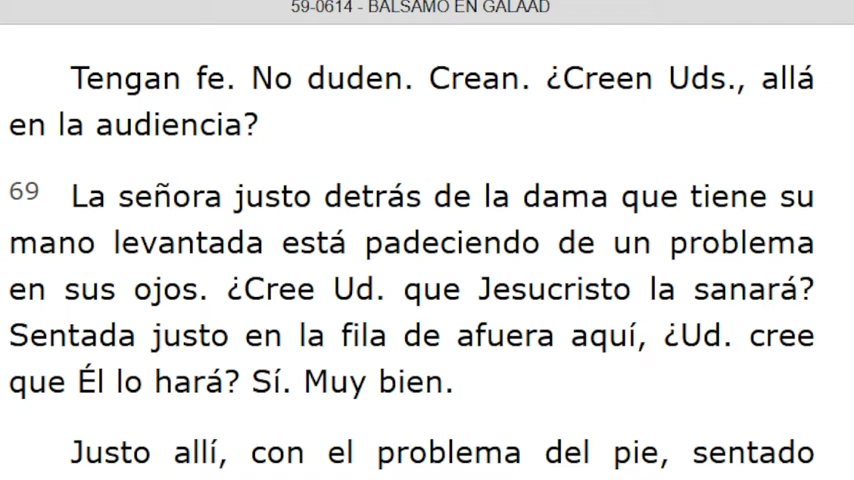 59-0614 - BÁLSAMO EN GALAAD
Tengan fe. No duden. Crean. ¿Creen Uds., allá
en la audiencia?
69 La señora justo detrás de la dama que tiene su
mano levantada está padeciendo de un problema
en sus ojos. ¿Cree Ud. que Jesucristo la sanará?
Sentada justo en la fila de afuera aquí, ¿Ud. cree
que Él lo hará? Sí. Muy bien.
Justo allí, con el problema del pie, sentado